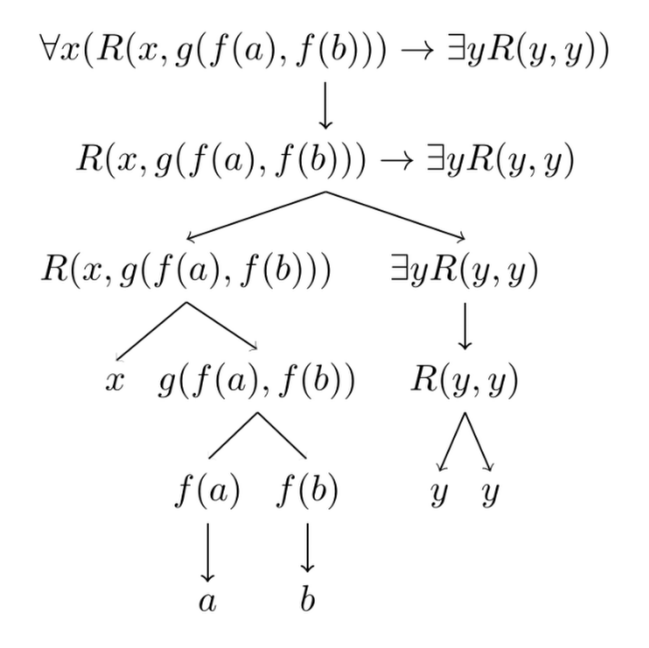 ∀x(R(x, g(f(a), f(b))) → ∃yR(y, y))
R(x, g(f(a), f(b))) → ∃yR(y, y)
R(x, g(f(a), f(b))) ∃yR(y, y)
x g(f(a), f(b)) R(y, y)
f(a) f(b) y y
a b